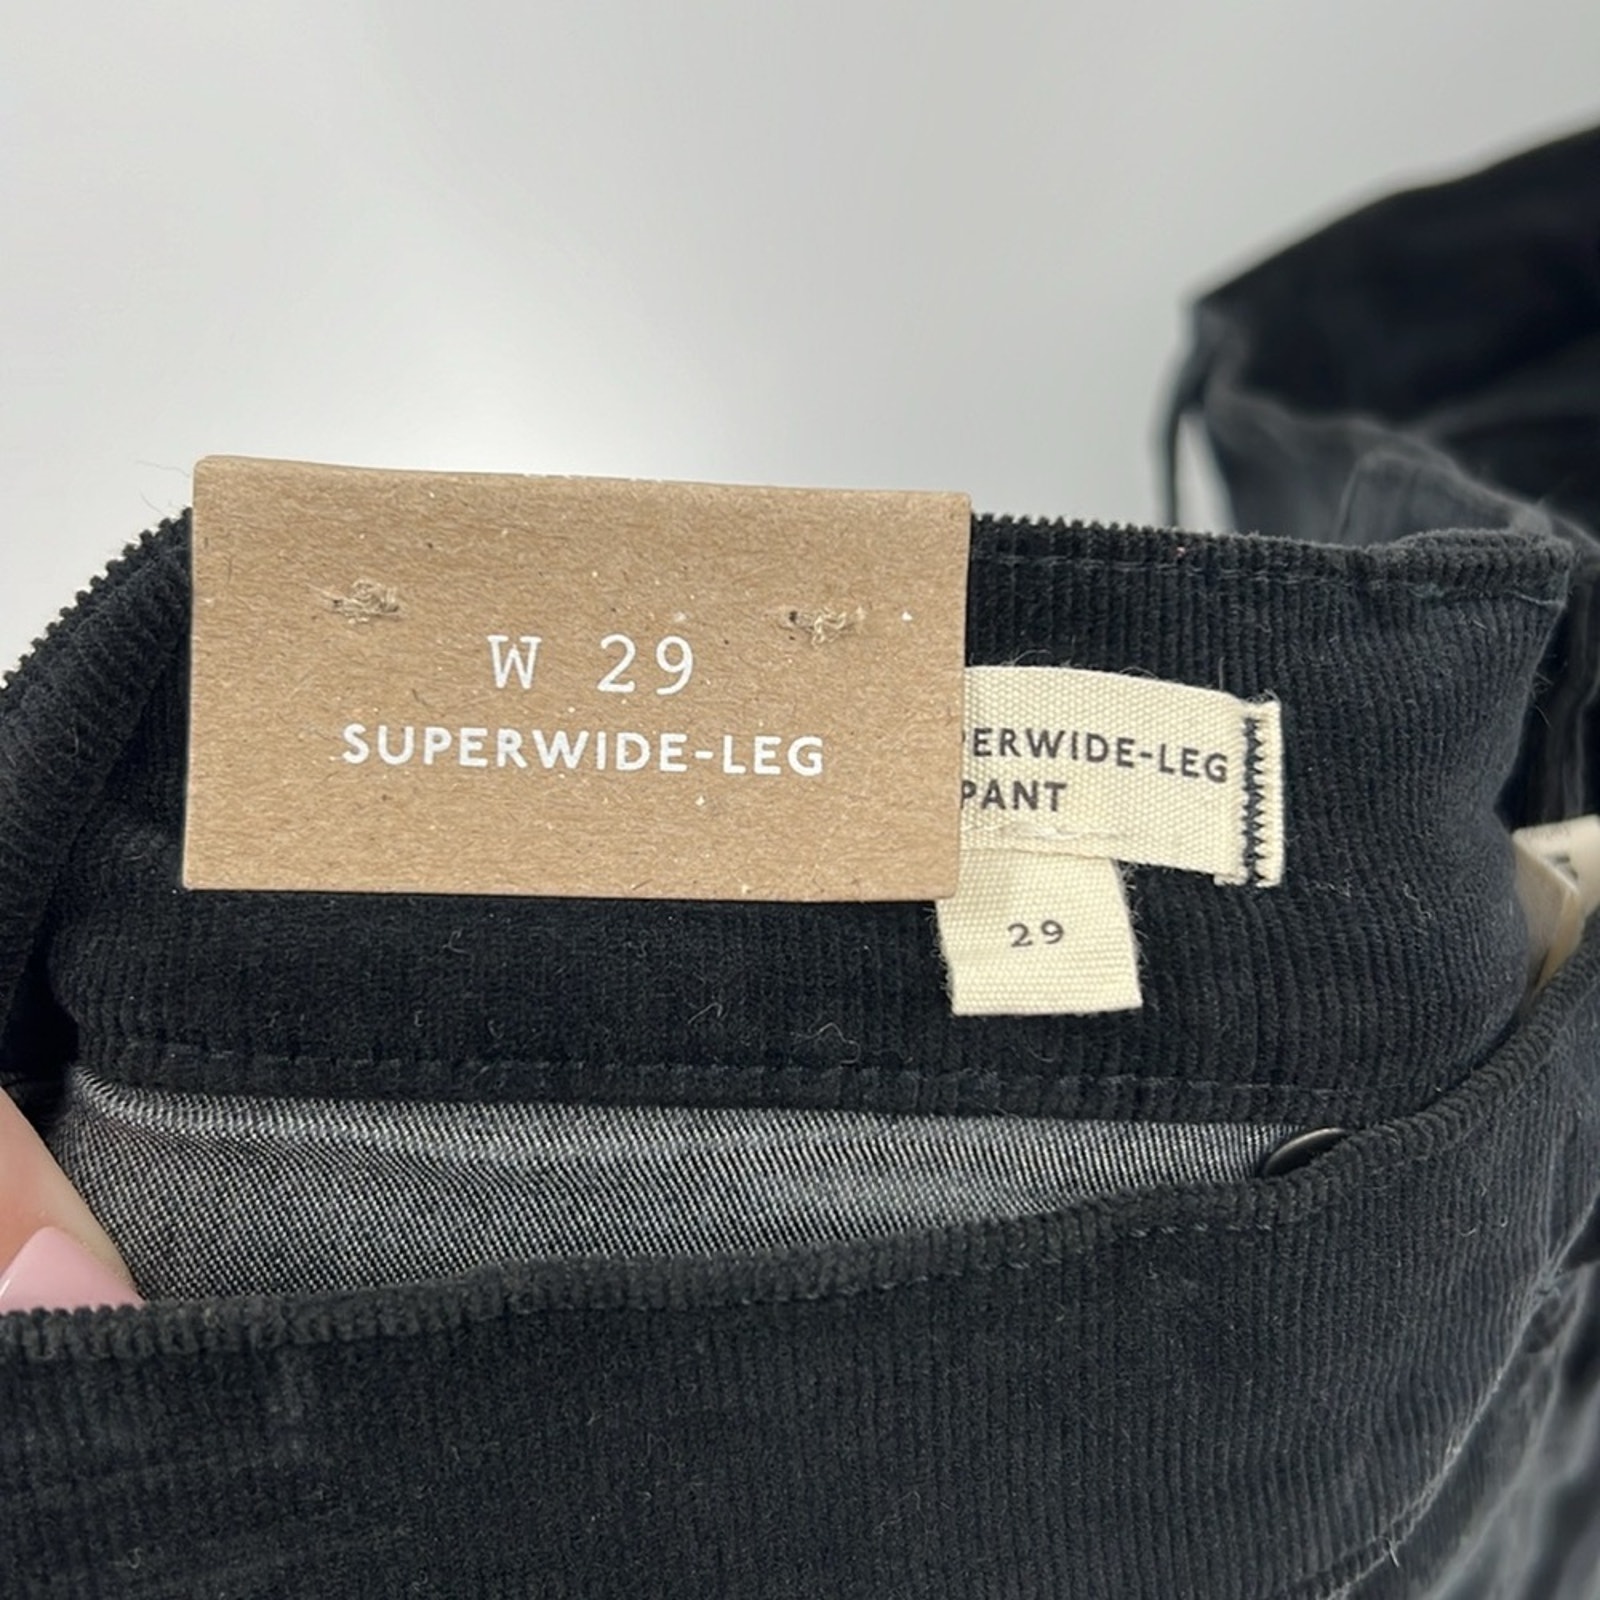 W 29
SUPERWIDE-LEG
PERWIDE-LEG
PANT
29